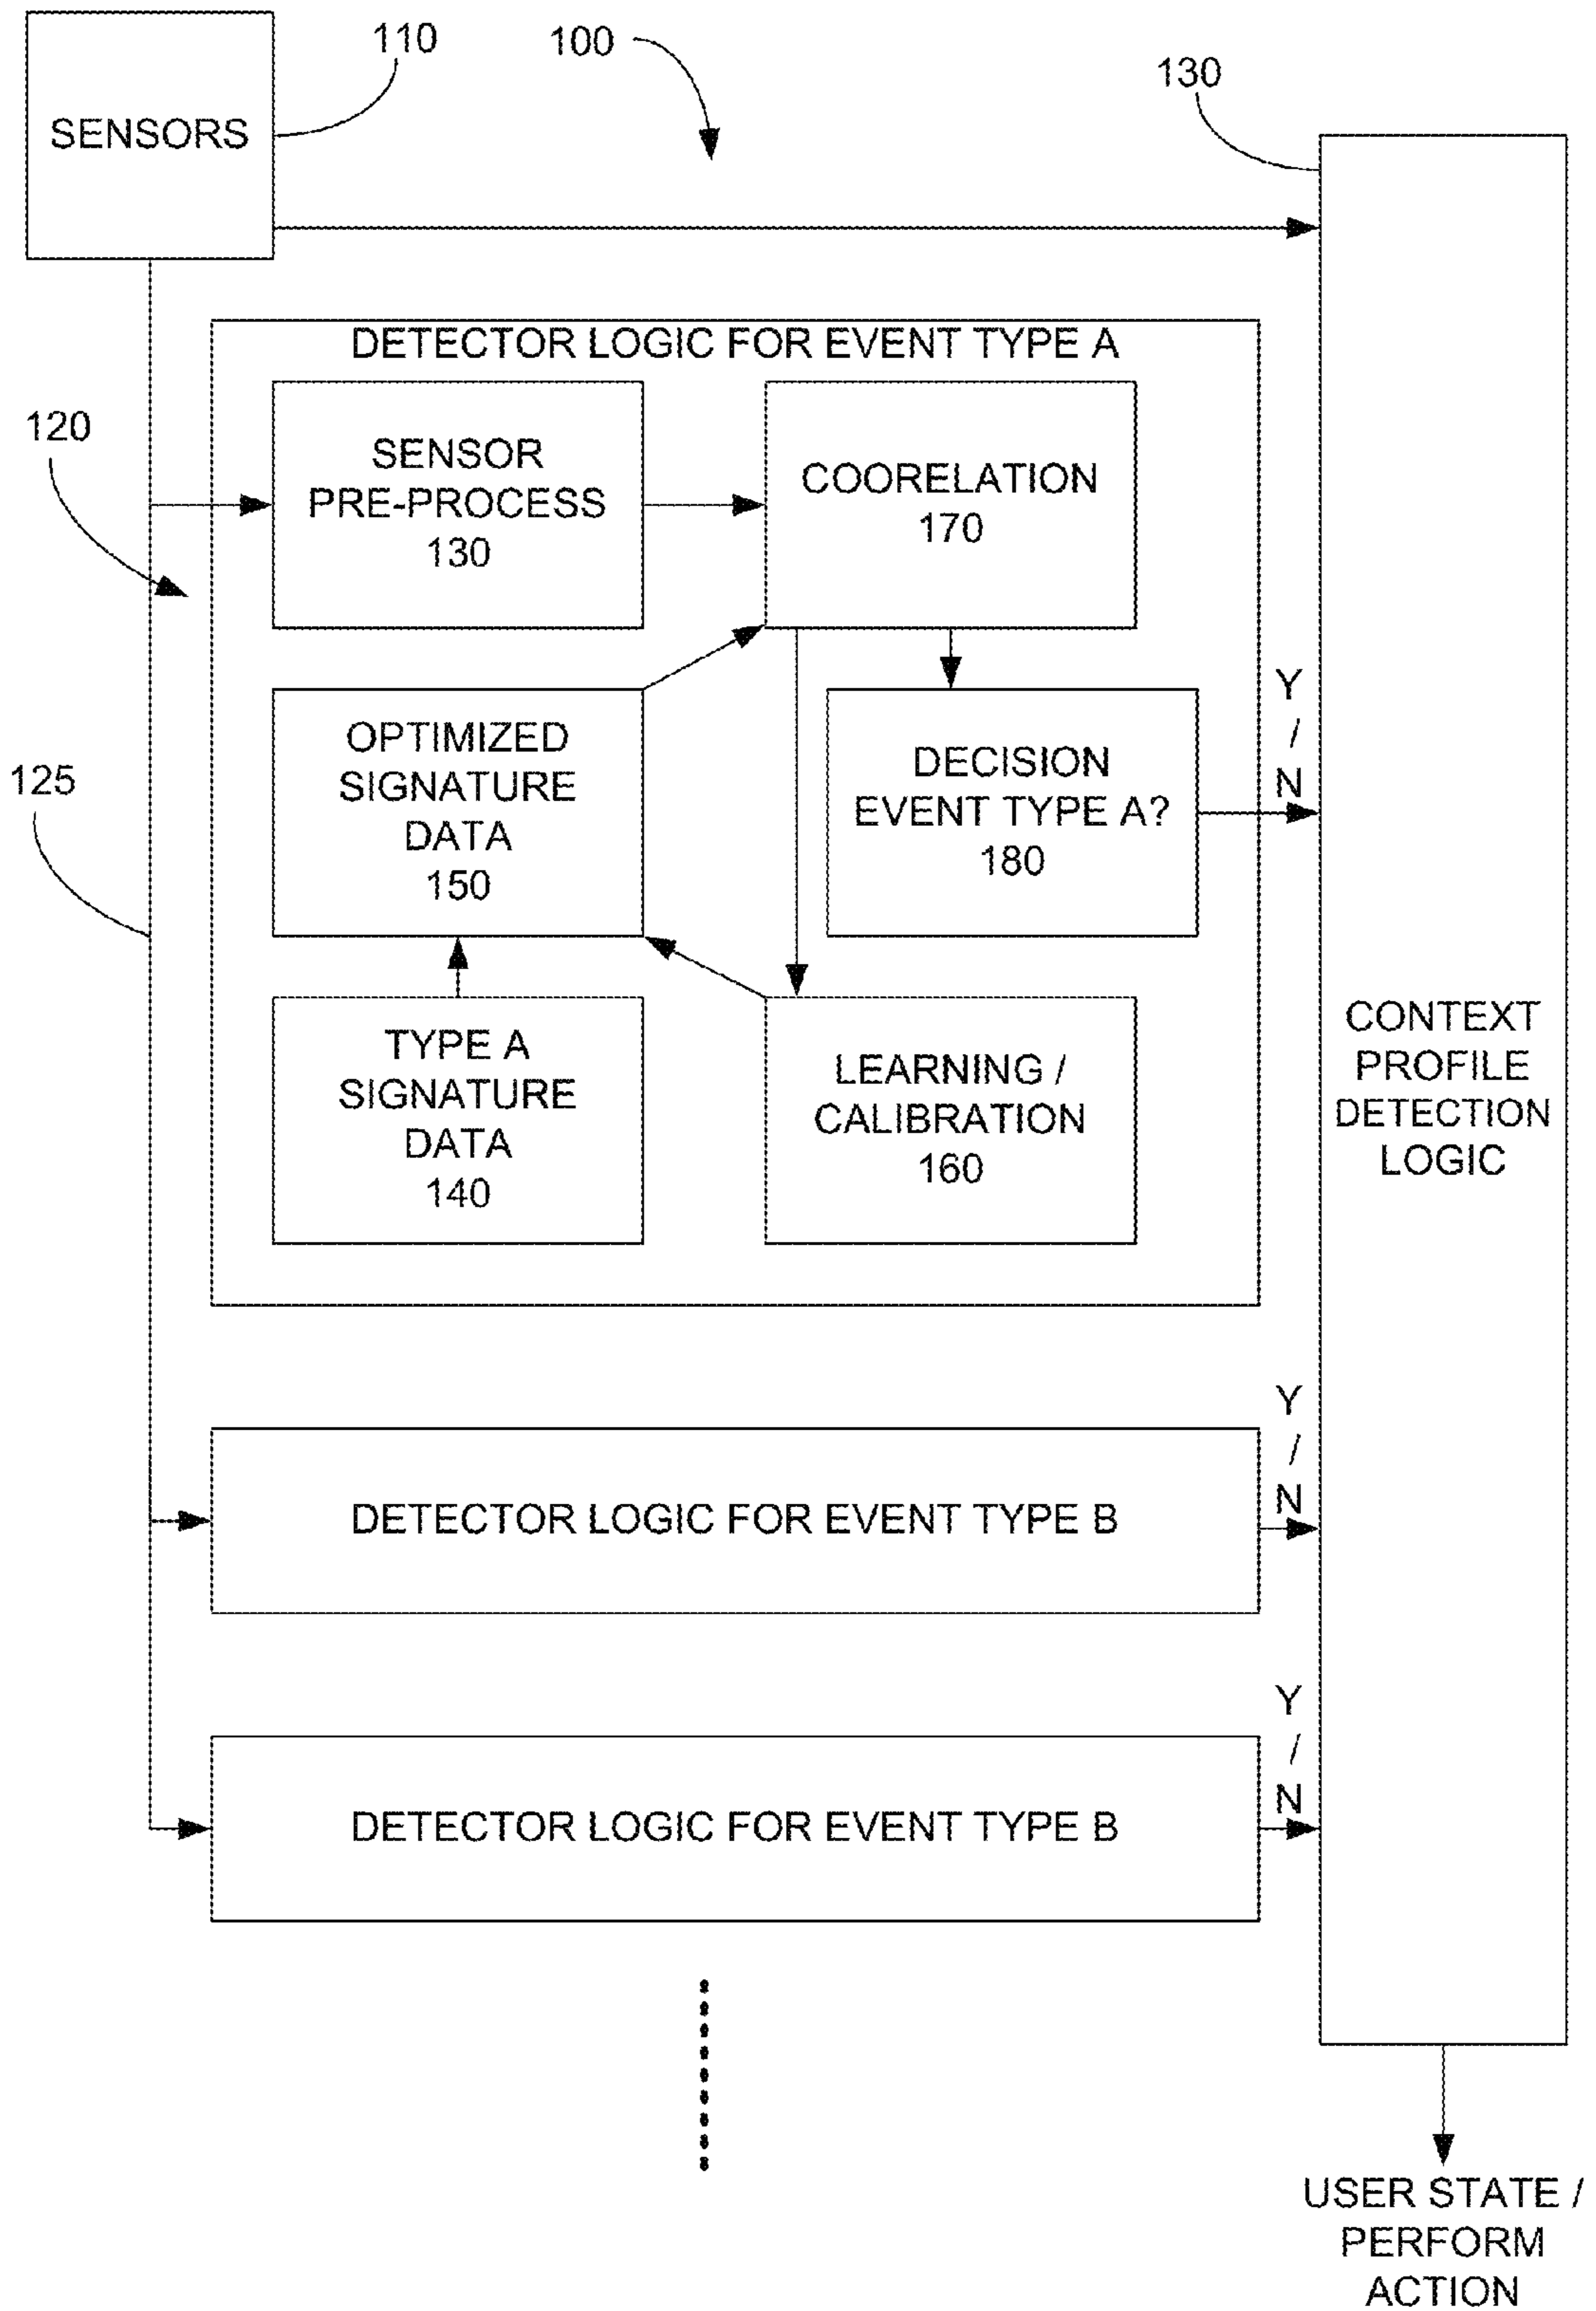 110
100
130
SENSORS
DETECTOR LOGIC FOR EVENT TYPE A
120
SENSOR
PRE-PROCESS
130
COORELATION
170
125
OPTIMIZED
SIGNATURE
DATA
150
DECISION
EVENT TYPE A?
180
Y
/
N
TYPE A
SIGNATURE
DATA
140
LEARNING /
CALIBRATION
160
CONTEXT
PROFILE
DETECTION
LOGIC
DETECTOR LOGIC FOR EVENT TYPE B
Y
/
N
DETECTOR LOGIC FOR EVENT TYPE B
Y
/
N
USER STATE /
PERFORM
ACTION